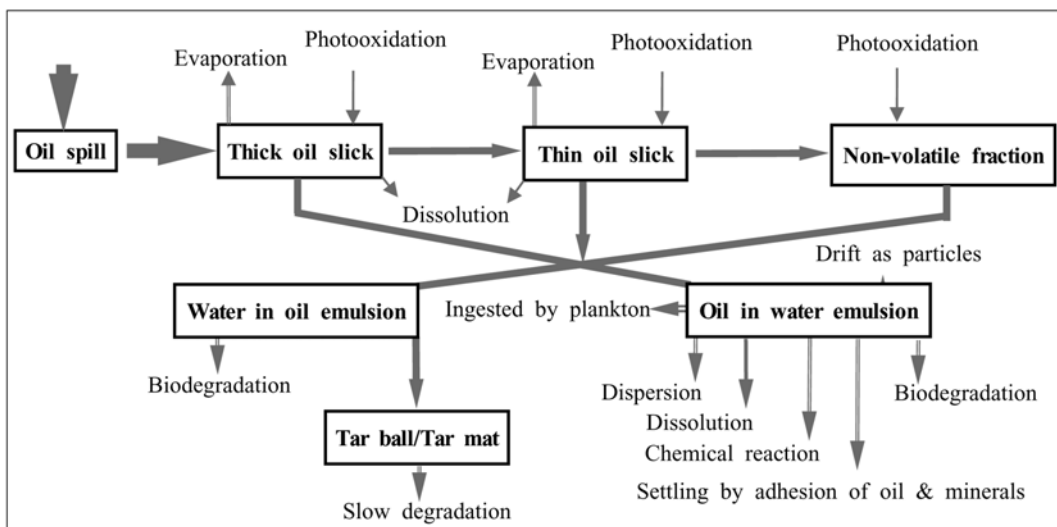 Photooxidation
Photooxidation
Photooxidation
Evaporation
Evaporation
Oil spill
Thick oil slick
Thin oil slick
Non-volatile fraction
Dissolution
Drift as particles
Water in oil emulsion
Ingested by plankton
Oil in water emulsion
Biodegradation
Dispersion
Biodegradation
Dissolution
Tar ball/Tar mat
Chemical reaction
Settling by adhesion of oil & minerals
Slow degradation